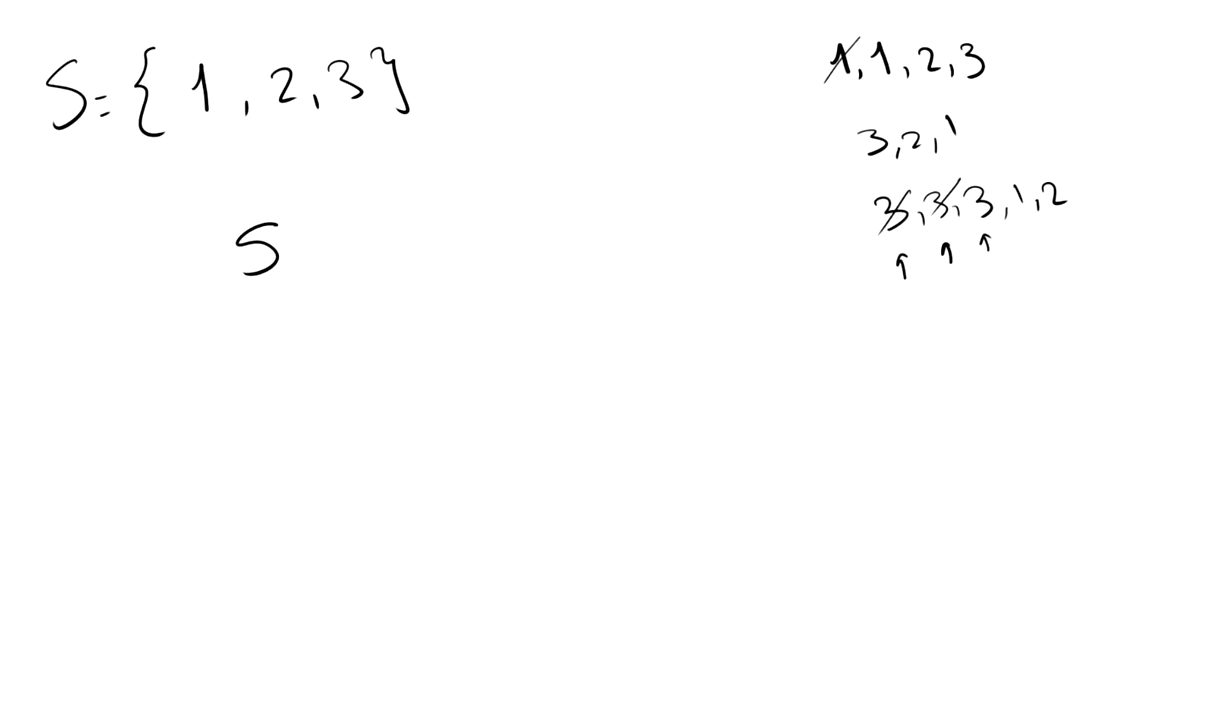 S = { 1 , 2 , 3 }
1 , 1 , 2 , 3
3 , 2 , 1
3 , 3 , 3 , 1 , 2
↑ ↑ ↑
S